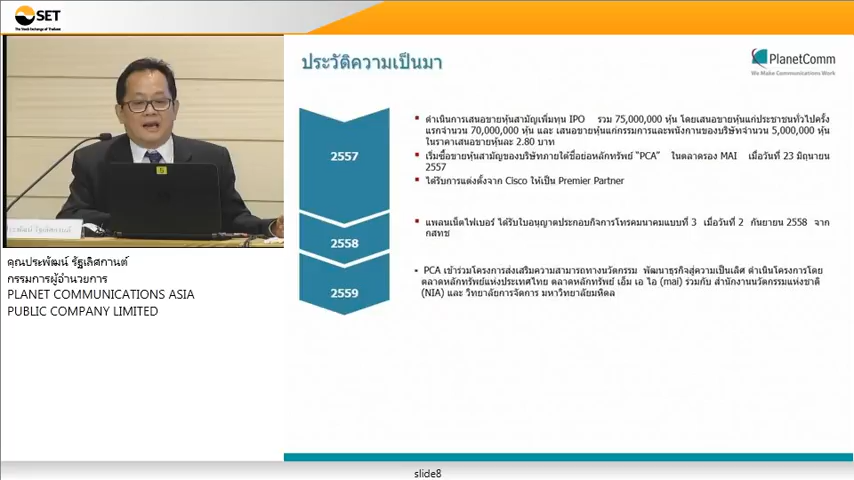 SET
The Stock Exchange of Thailand
ประวัติความเป็นมา
PlanetComm
We Make Communications Work
2557
ดำเนินการเสนอขายหุ้นสามัญเพิ่มทุน IPO รวม 75,000,000 หุ้น โดยเสนอขายหุ้นแก่ประชาชนทั่วไปครั้ง
แรกจำนวน 70,000,000 หุ้น และ เสนอขายหุ้นแก่กรรมการและพนักงานของบริษัทจำนวน 5,000,000 หุ้น
ในราคาเสนอขายหุ้นละ 2.80 บาท
เริ่มซื้อขายหุ้นสามัญของบริษัทภายใต้ชื่อย่อหลักทรัพย์ "PCA" ในตลาดรอง MAI เมื่อวันที่ 23 มิถุนายน
2557
ได้รับการแต่งตั้งจาก Cisco ให้เป็น Premier Partner
2558
แพลนเน็ตไฟเบอร์ ได้รับใบอนุญาตประกอบกิจการโทรคมนาคมแบบที่ 3 เมื่อวันที่ 2 กันยายน 2558 จาก
กสทช
2559
PCA เข้าร่วมโครงการส่งเสริมความสามารถทางนวัตกรรม พัฒนาธุรกิจสู่ความเป็นเลิศ ดำเนินโครงการโดย
ตลาดหลักทรัพย์แห่งประเทศไทย ตลาดหลักทรัพย์ เอ็ม เอ ไอ (mai) ร่วมกับ สำนักงานนวัตกรรมแห่งชาติ
(NIA) และ วิทยาลัยการจัดการ มหาวิทยาลัยมหิดล
คุณประพัฒน์ รัฐเลิศกานต์
กรรมการผู้อำนวยการ
PLANET COMMUNICATIONS ASIA
PUBLIC COMPANY LIMITED
slide8